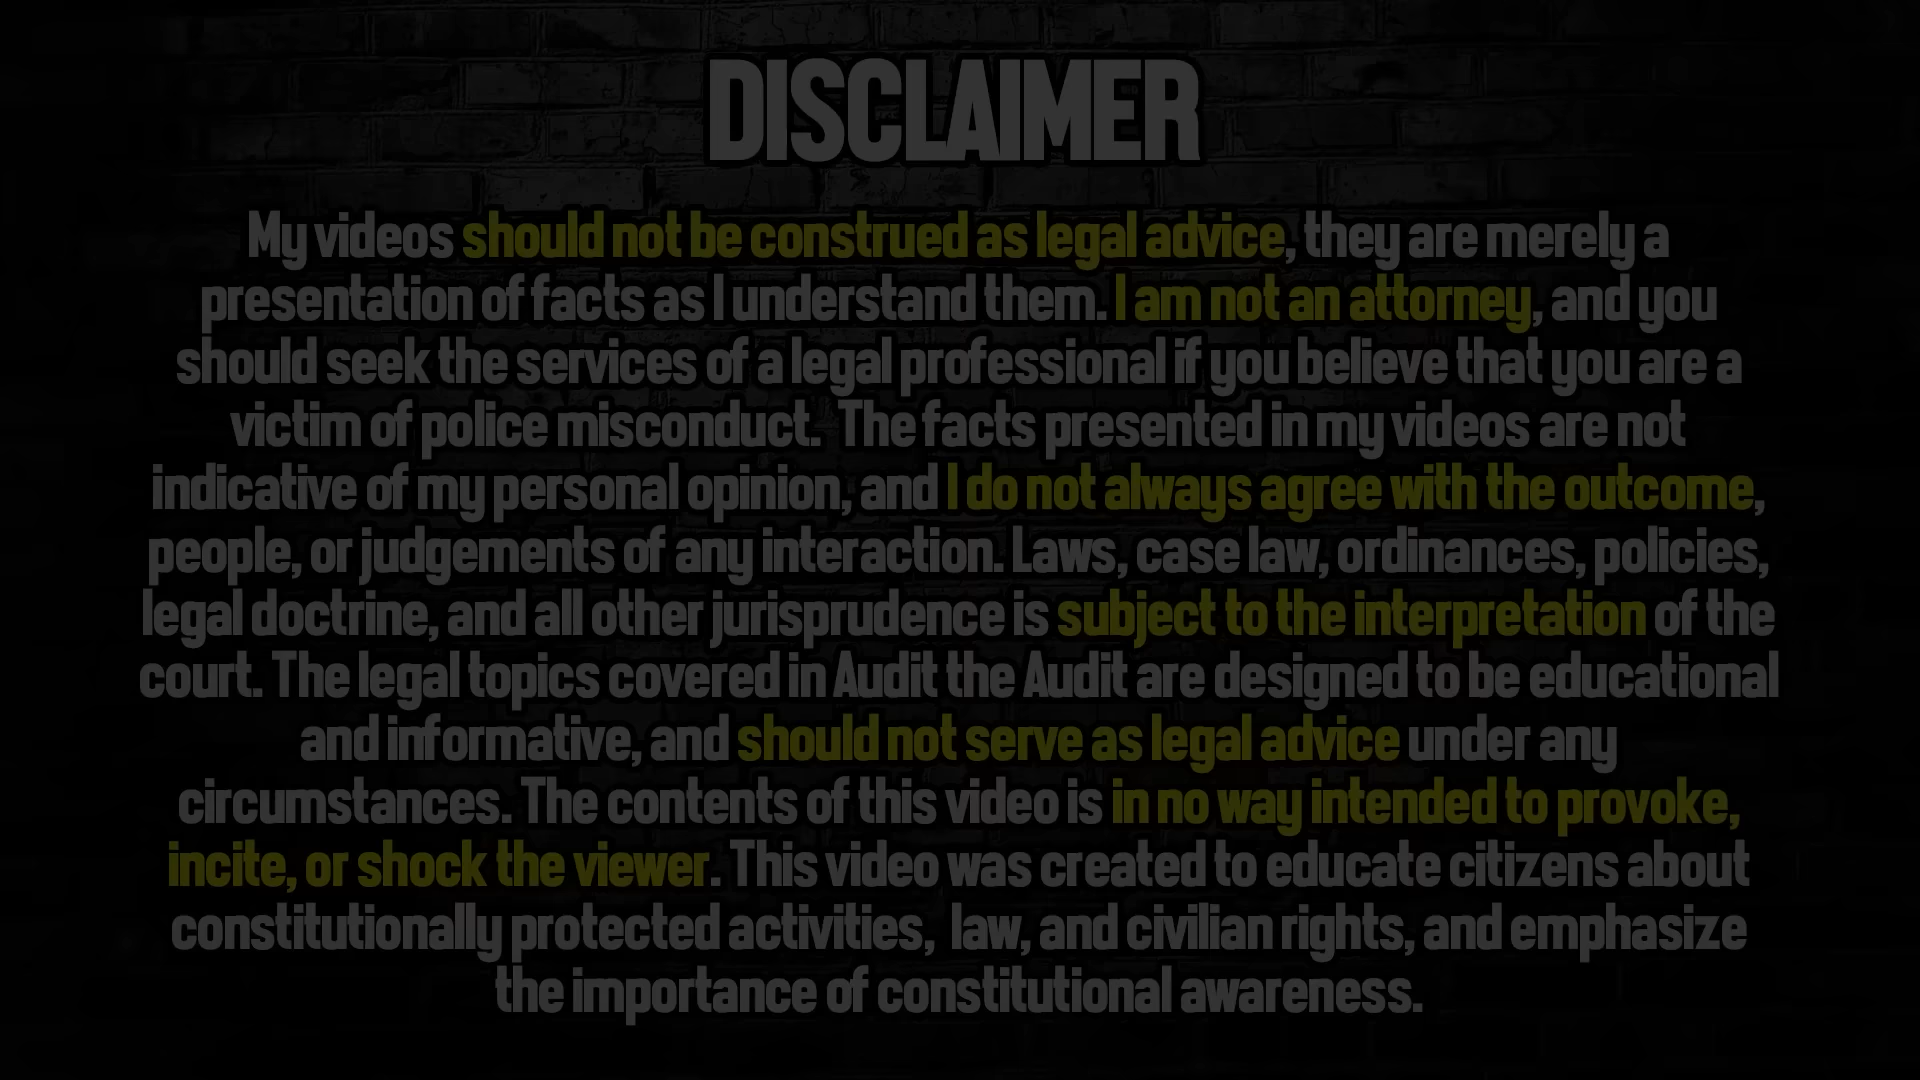 DISCLAIMER
My videos should not be construed as legal advice, they are merely a
presentation of facts as I understand them. I am not an attorney, and you
should seek the services of a legal professional if you believe that you are a
victim of police misconduct. The facts presented in my videos are not
indicative of my personal opinion, and I do not always agree with the outcome,
people, or judgements of any interaction. Laws, case law, ordinances, policies,
legal doctrine, and all other jurisprudence is subject to the interpretation of the
court. The legal topics covered in Audit the Audit are designed to be educational
and informative, and should not serve as legal advice under any
circumstances. The contents of this video is in no way intended to provoke,
incite, or shock the viewer. This video was created to educate citizens about
constitutionally protected activities, law, and civilian rights, and emphasize
the importance of constitutional awareness.